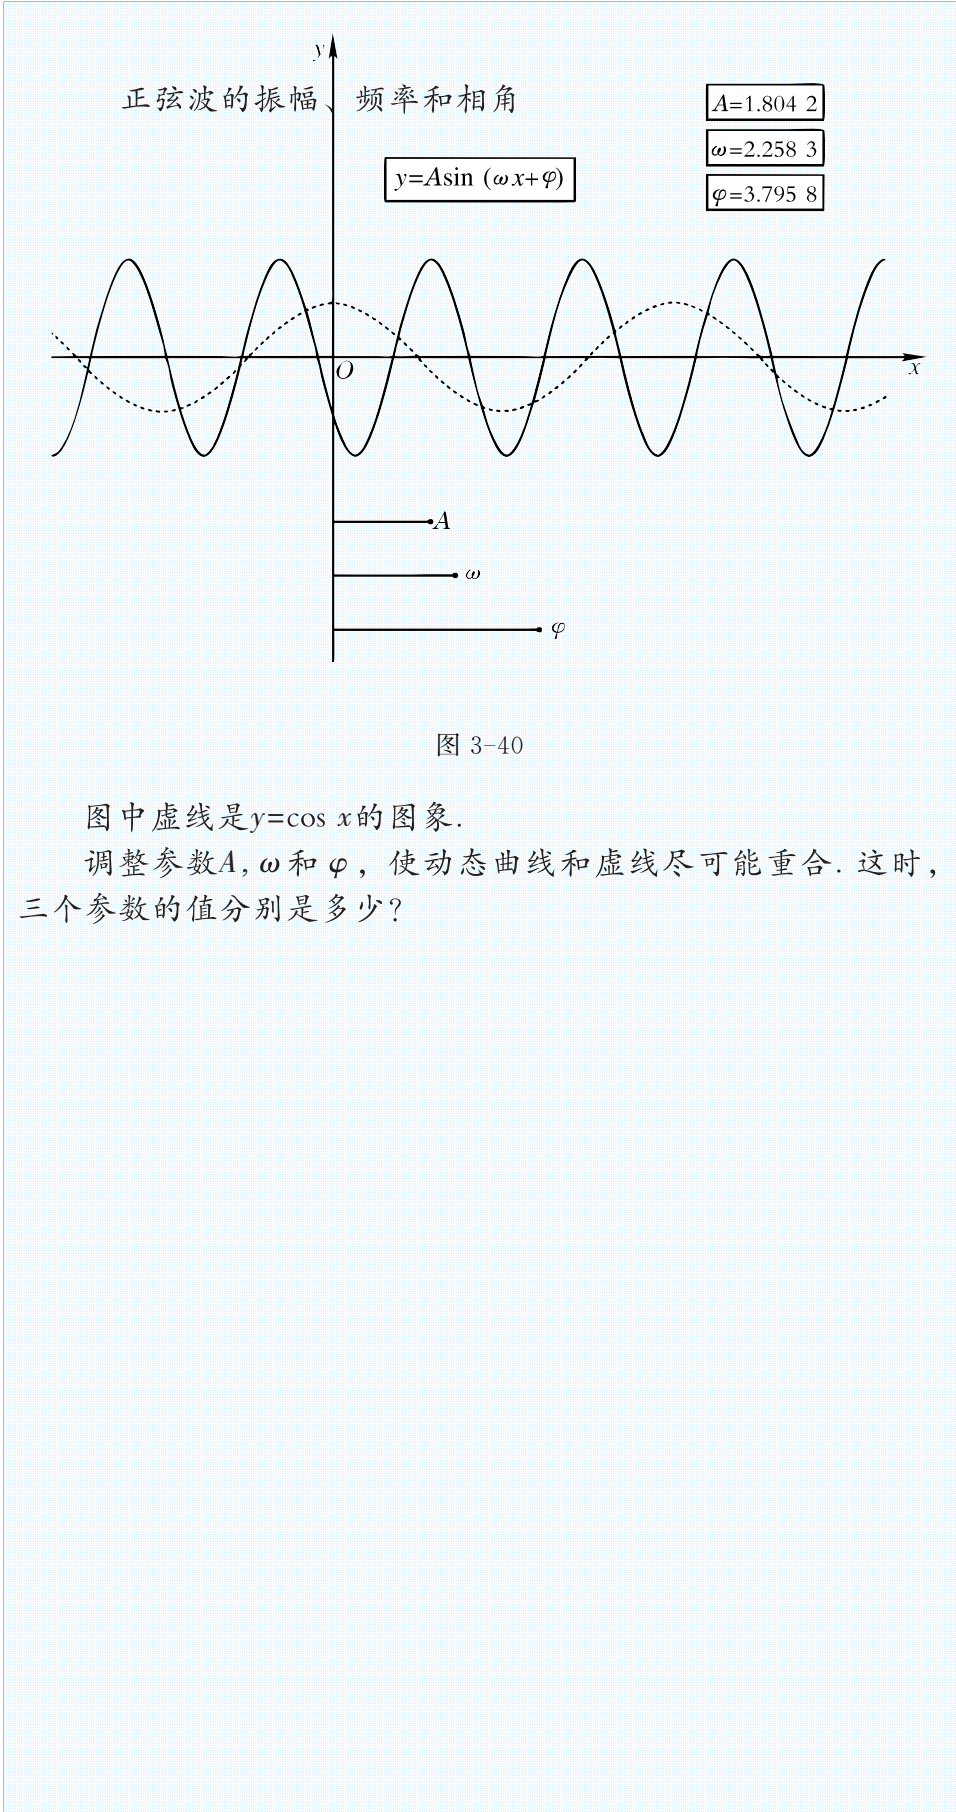 y
正弦波的振幅、频率和相角
A=1.804 2
ω=2.258 3
φ=3.795 8
y=Asin (ωx+φ)
O
x
A
ω
φ
图 3-40
图中虚线是y=cos x的图象.
调整参数A, ω和 φ，使动态曲线和虚线尽可能重合. 这时，
三个参数的值分别是多少?